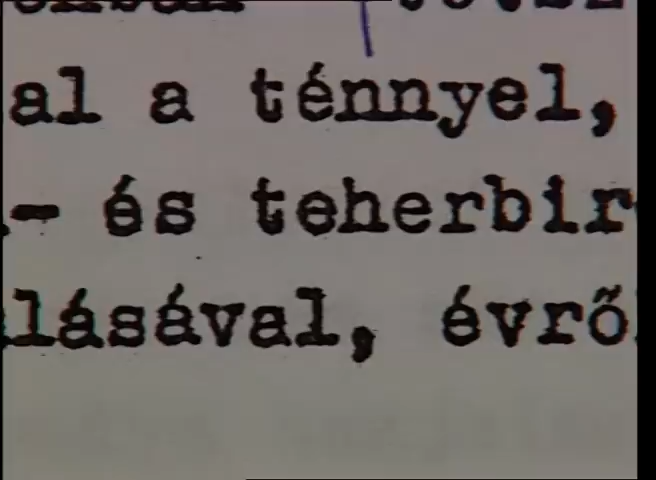 al a ténnyel,
- és teherbir
lásával, évrő